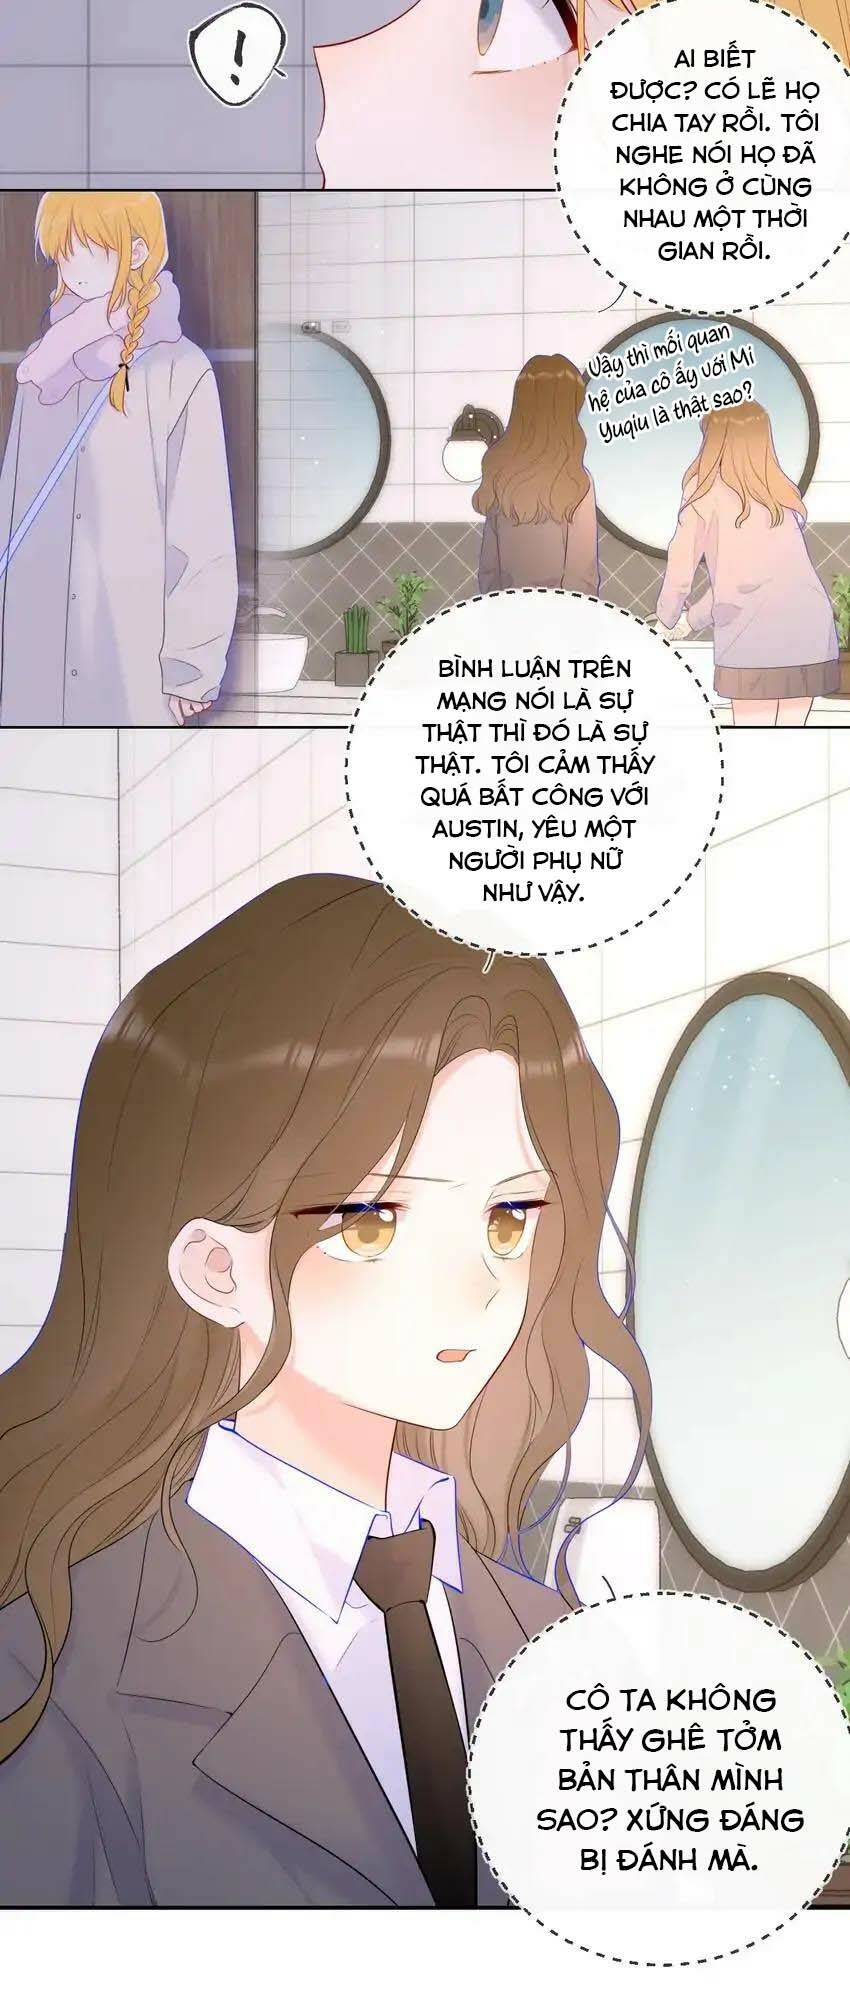 !
AI BIẾT
ĐƯỢC? CÓ LẼ HỌ
CHIA TAY RỒI. TÔI
NGHE NÓI HỌ ĐÃ
KHÔNG Ở CÙNG
NHAU MỘT THỜI
GIAN RỒI.
Vậy thì mối quan
hệ của cô ấy với Mi
Yuqiu là thật sao?
BÌNH LUẬN TRÊN
MẠNG NÓI LÀ SỰ
THẬT THÌ ĐÓ LÀ SỰ
THẬT. TÔI CẢM THẤY
QUÁ BẤT CÔNG VỚI
AUSTIN, YÊU MỘT
NGƯỜI PHỤ NỮ
NHƯ VẬY.
CÔ TA KHÔNG
THẤY GHÊ TỞM
BẢN THÂN MÌNH
SAO? XỨNG ĐÁNG
BỊ ĐÁNH MÀ.